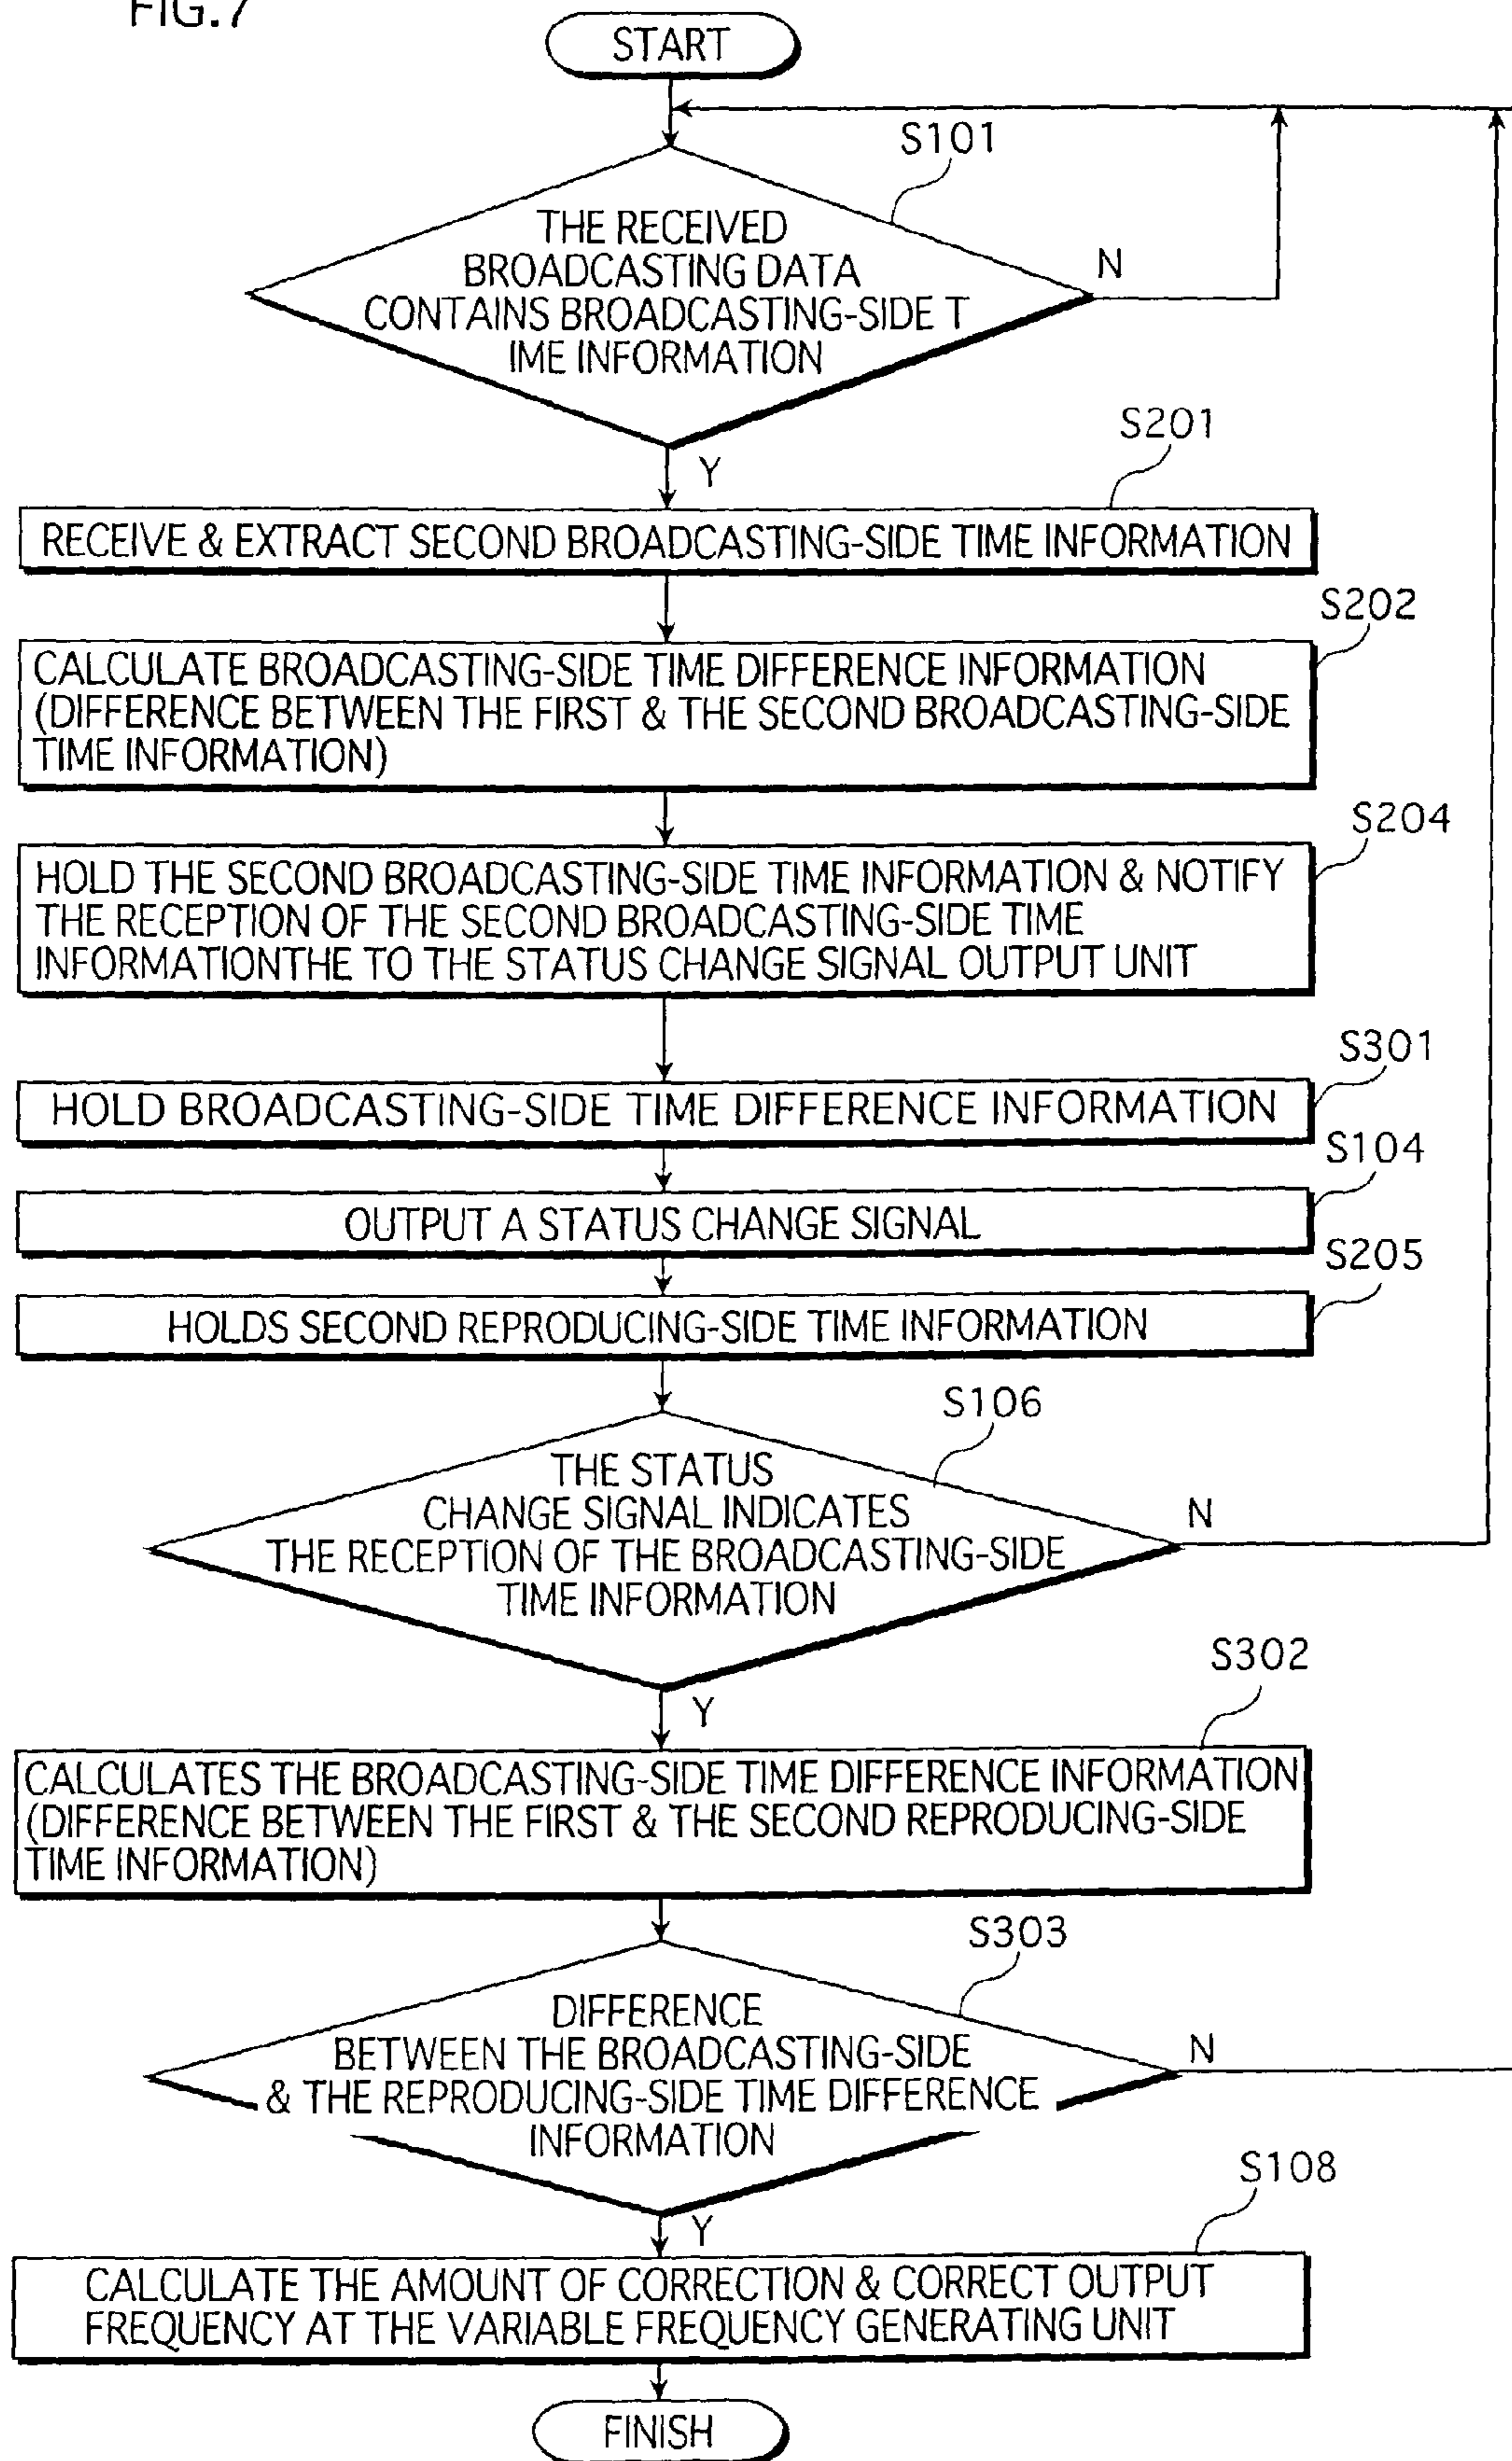 FIG.7
START
S101
THE RECEIVED
BROADCASTING DATA
CONTAINS BROADCASTING-SIDE T
IME INFORMATION
N
Y
S201
RECEIVE & EXTRACT SECOND BROADCASTING-SIDE TIME INFORMATION
S202
CALCULATE BROADCASTING-SIDE TIME DIFFERENCE INFORMATION
(DIFFERENCE BETWEEN THE FIRST & THE SECOND BROADCASTING-SIDE
TIME INFORMATION)
S204
HOLD THE SECOND BROADCASTING-SIDE TIME INFORMATION & NOTIFY
THE RECEPTION OF THE SECOND BROADCASTING-SIDE TIME
INFORMATIONTHE TO THE STATUS CHANGE SIGNAL OUTPUT UNIT
S301
HOLD BROADCASTING-SIDE TIME DIFFERENCE INFORMATION
S104
OUTPUT A STATUS CHANGE SIGNAL
S205
HOLDS SECOND REPRODUCING-SIDE TIME INFORMATION
S106
THE STATUS
CHANGE SIGNAL INDICATES
THE RECEPTION OF THE BROADCASTING-SIDE
TIME INFORMATION
N
Y
S302
CALCULATES THE BROADCASTING-SIDE TIME DIFFERENCE INFORMATION
(DIFFERENCE BETWEEN THE FIRST & THE SECOND REPRODUCING-SIDE
TIME INFORMATION)
S303
DIFFERENCE
BETWEEN THE BROADCASTING-SIDE
& THE REPRODUCING-SIDE TIME DIFFERENCE
INFORMATION
N
Y
S108
CALCULATE THE AMOUNT OF CORRECTION & CORRECT OUTPUT
FREQUENCY AT THE VARIABLE FREQUENCY GENERATING UNIT
FINISH